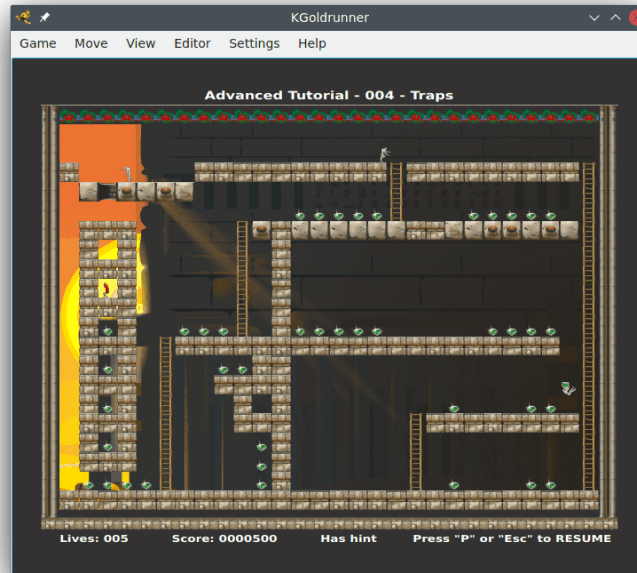 KGoldrunner
Game Move View Editor Settings Help
Advanced Tutorial - 004 - Traps
Lives: 005 Score: 0000500 Has hint Press "P" or "Esc" to RESUME